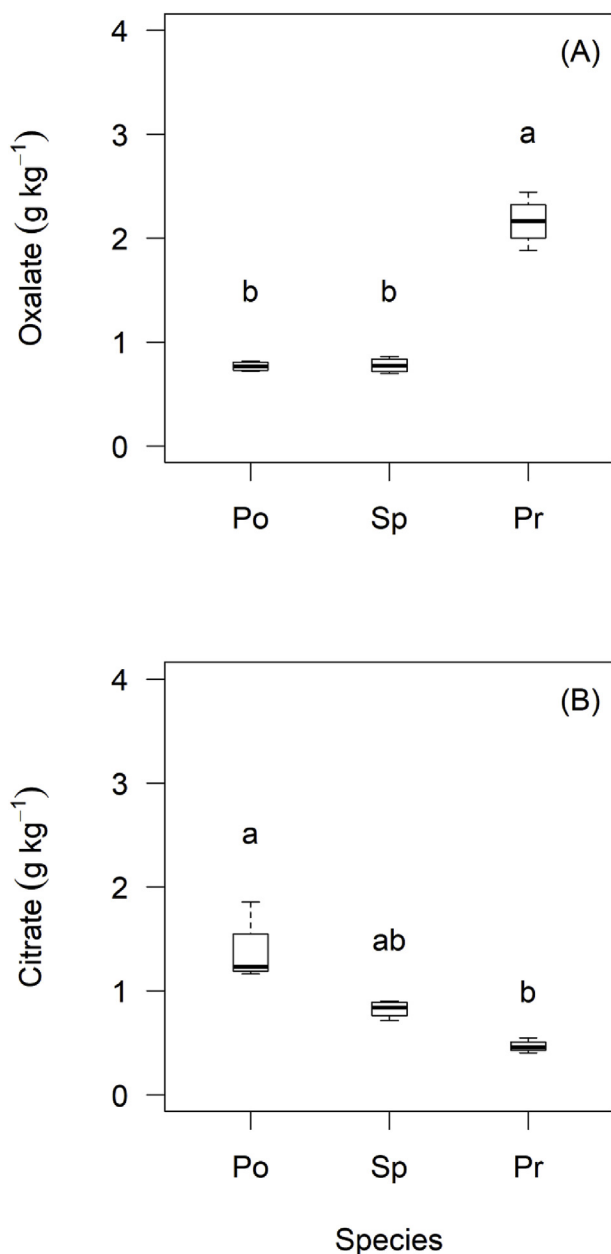 (A)
Oxalate (g kg⁻¹)
4
3
2
1
0
b
b
a
Po Sp Pr
(B)
Citrate (g kg⁻¹)
4
3
2
1
0
a
ab
b
Po Sp Pr
Species